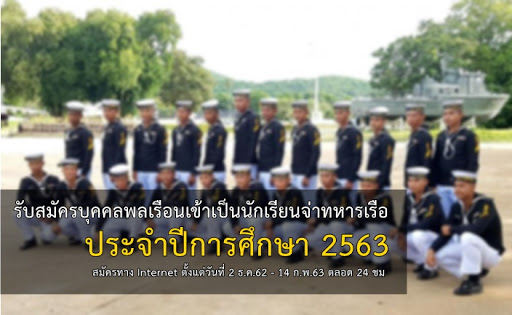 รับสมัครบุคคลพลเรือนเข้าเป็นนักเรียนจ่าทหารเรือ
ประจำปีการศึกษา 2563
สมัครทาง Internet ตั้งแต่วันที่ 2 ธ.ค.62 - 14 ก.พ.63 ตลอด 24 ชม